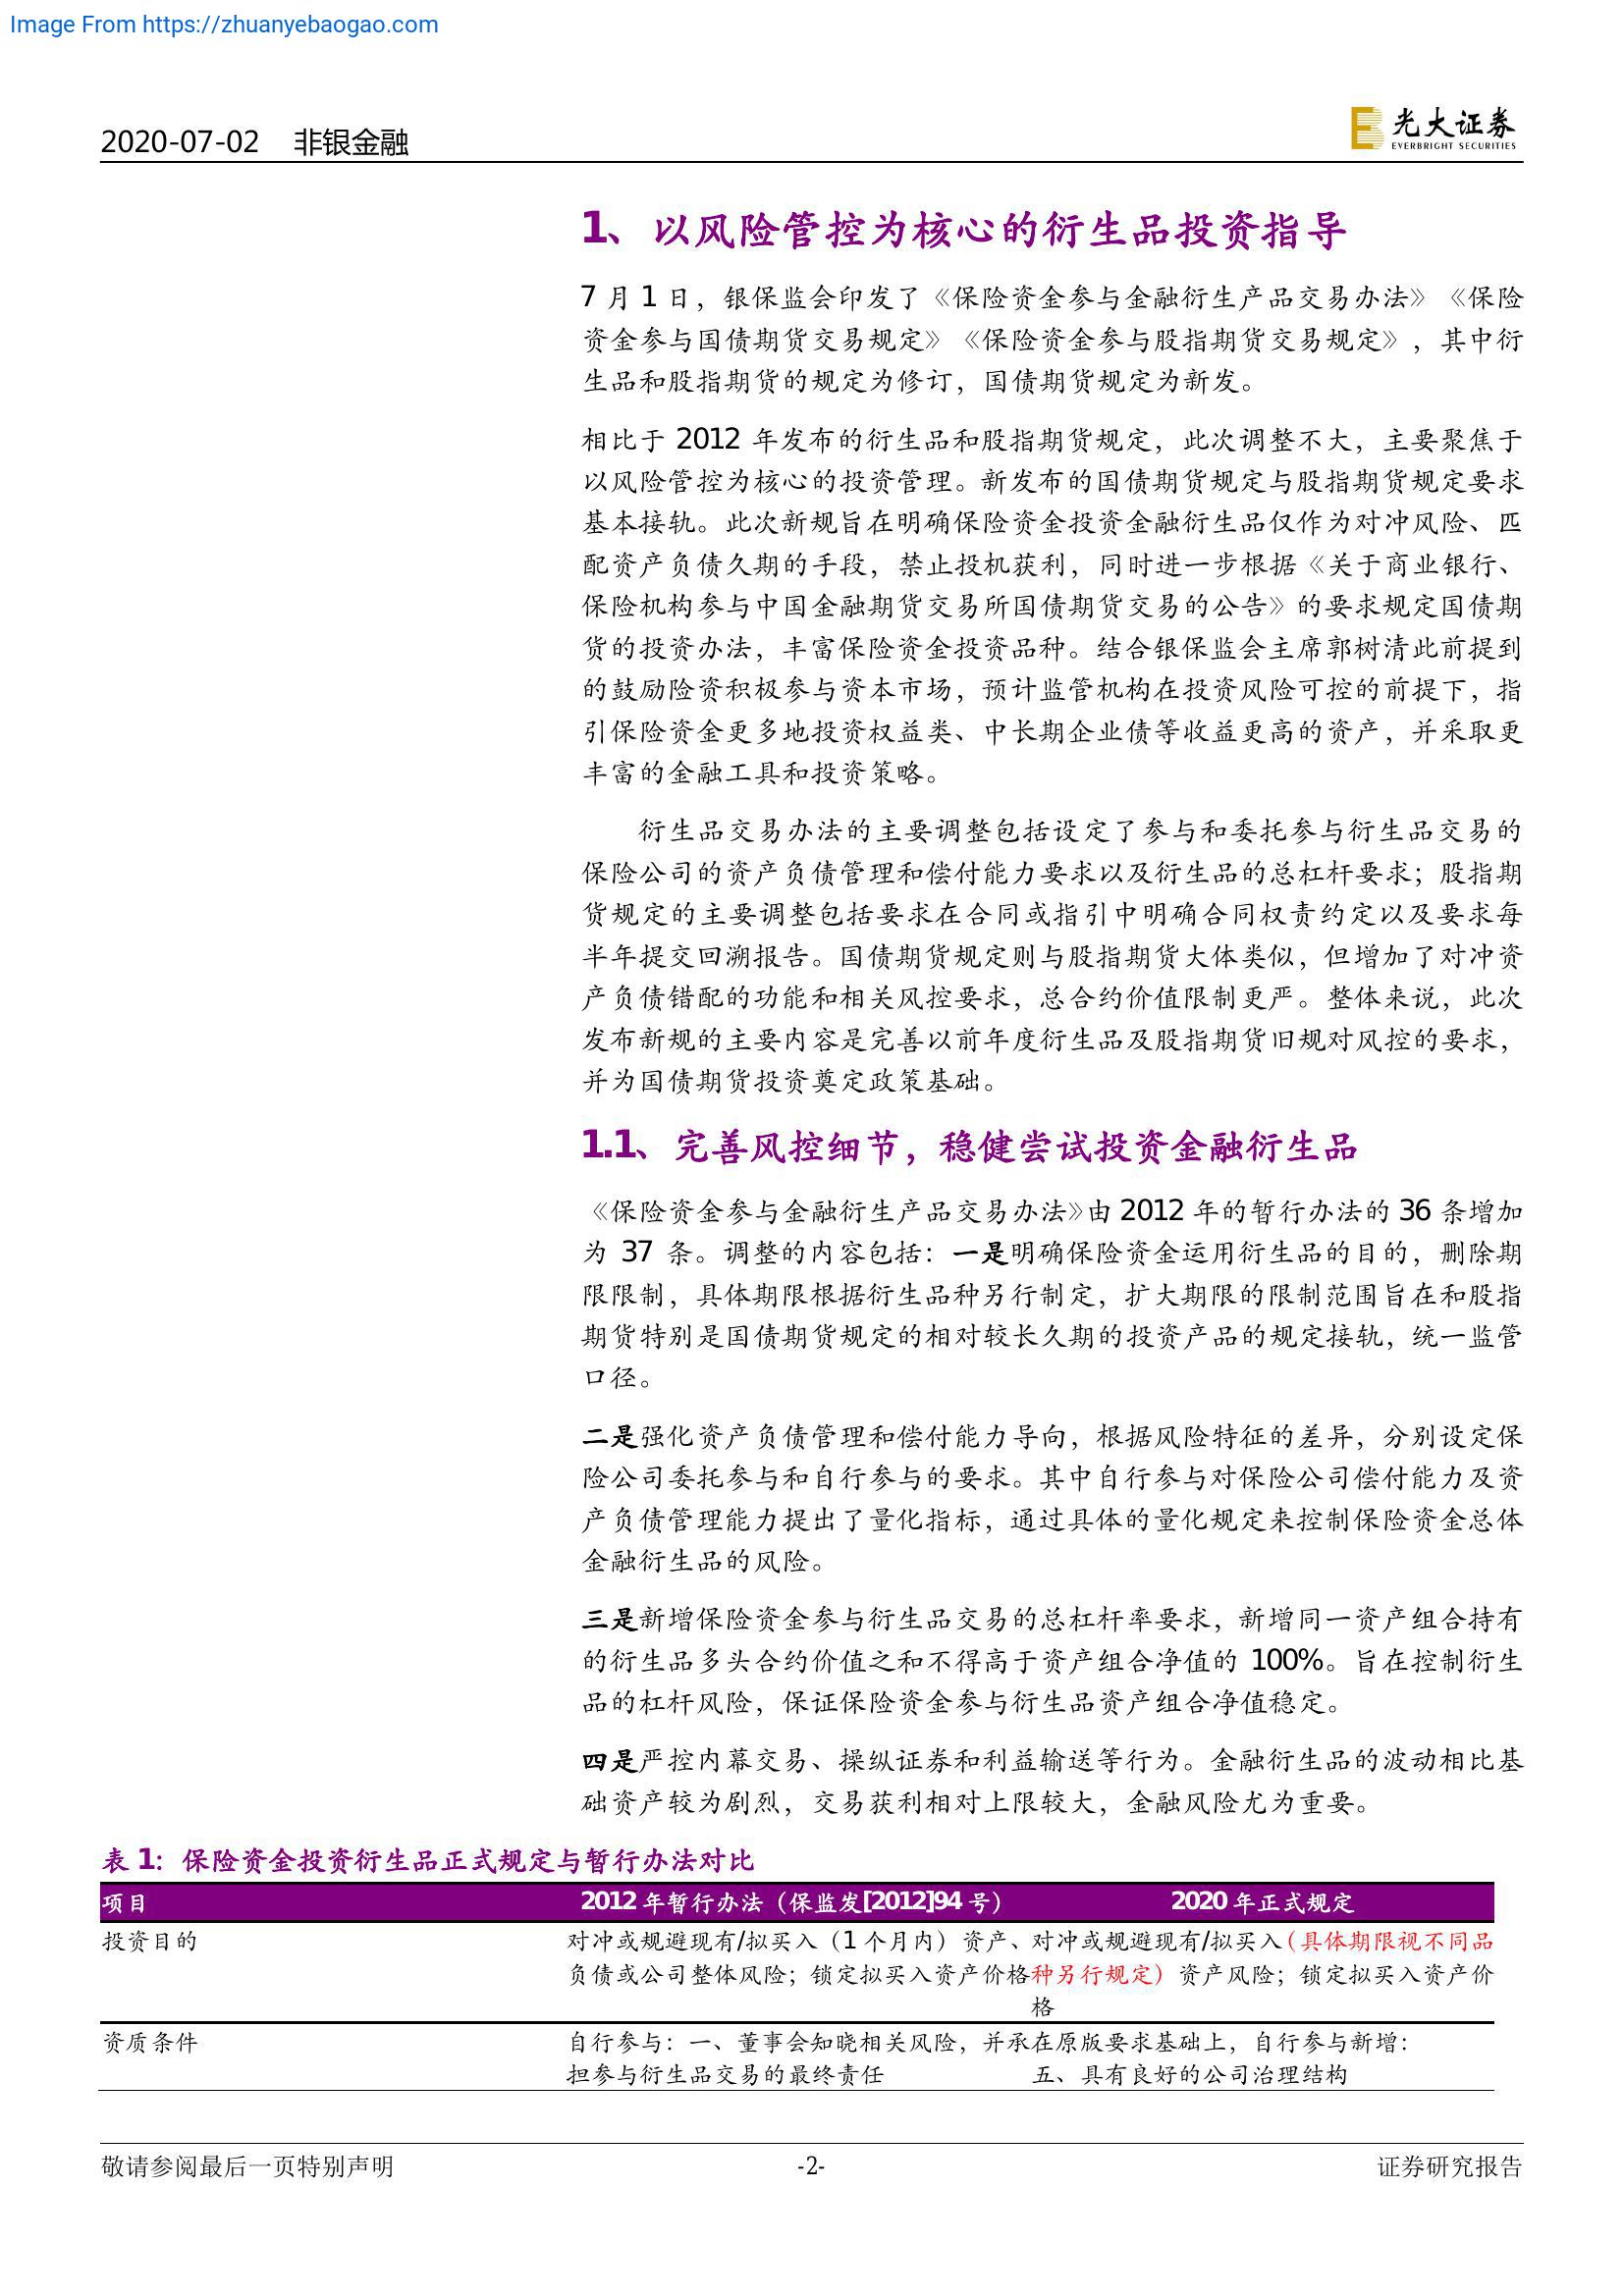 Image From https://zhuanyebaogao.com
2020-07-02 非银金融
光大证券
EVERBRIGHT SECURITIES
1、以风险管控为核心的衍生品投资指导
7 月 1 日，银保监会印发了《保险资金参与金融衍生产品交易办法》《保险
资金参与国债期货交易规定》《保险资金参与股指期货交易规定》，其中衍
生品和股指期货的规定为修订，国债期货规定为新发。
相比于 2012 年发布的衍生品和股指期货规定，此次调整不大，主要聚焦于
以风险管控为核心的投资管理。新发布的国债期货规定与股指期货规定要求
基本接轨。此次新规旨在明确保险资金投资金融衍生品仅作为对冲风险、匹
配资产负债久期的手段，禁止投机获利，同时进一步根据《关于商业银行、
保险机构参与中国金融期货交易所国债期货交易的公告》的要求规定国债期
货的投资办法，丰富保险资金投资品种。结合银保监会主席郭树清此前提到
的鼓励险资积极参与资本市场，预计监管机构在投资风险可控的前提下，指
引保险资金更多地投资权益类、中长期企业债等收益更高的资产，并采取更
丰富的金融工具和投资策略。
衍生品交易办法的主要调整包括设定了参与和委托参与衍生品交易的
保险公司的资产负债管理和偿付能力要求以及衍生品的总杠杆要求；股指期
货规定的主要调整包括要求在合同或指引中明确合同权责约定以及要求每
半年提交回溯报告。国债期货规定则与股指期货大体类似，但增加了对冲资
产负债错配的功能和相关风控要求，总合约价值限制更严。整体来说，此次
发布新规的主要内容是完善以前年度衍生品及股指期货旧规对风控的要求，
并为国债期货投资奠定政策基础。
1.1、完善风控细节，稳健尝试投资金融衍生品
《保险资金参与金融衍生产品交易办法》由 2012 年的暂行办法的 36 条增加
为 37 条。调整的内容包括：一是明确保险资金运用衍生品的目的，删除期
限限制，具体期限根据衍生品种另行制定，扩大期限的限制范围旨在和股指
期货特别是国债期货规定的相对较长久期的投资产品的规定接轨，统一监管
口径。
二是强化资产负债管理和偿付能力导向，根据风险特征的差异，分别设定保
险公司委托参与和自行参与的要求。其中自行参与对保险公司偿付能力及资
产负债管理能力提出了量化指标，通过具体的量化规定来控制保险资金总体
金融衍生品的风险。
三是新增保险资金参与衍生品交易的总杠杆率要求，新增同一资产组合持有
的衍生品多头合约价值之和不得高于资产组合净值的 100%。旨在控制衍生
品的杠杆风险，保证保险资金参与衍生品资产组合净值稳定。
四是严控内幕交易、操纵证券和利益输送等行为。金融衍生品的波动相比基
础资产较为剧烈，交易获利相对上限较大，金融风险尤为重要。
表 1：保险资金投资衍生品正式规定与暂行办法对比
项目 2012 年暂行办法（保监发[2012]94 号） 2020 年正式规定
投资目的 对冲或规避现有/拟买入（1 个月内）资产、 对冲或规避现有/拟买入（具体期限视不同品
负债或公司整体风险；锁定拟买入资产价格 种另行规定）资产风险；锁定拟买入资产价
格
资质条件 自行参与：一、董事会知晓相关风险，并承 在原版要求基础上，自行参与新增：
担参与衍生品交易的最终责任 五、具有良好的公司治理结构
敬请参阅最后一页特别声明 -2- 证券研究报告